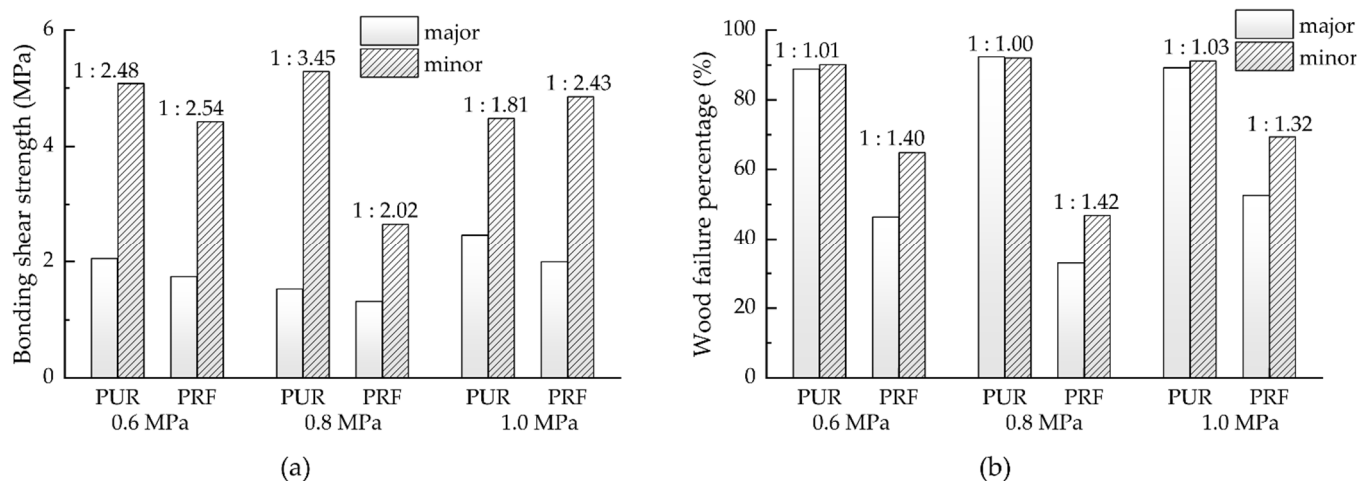 6
4
2
0
Bonding shear strength (MPa)
major
minor
1 : 2.48
1 : 2.54
1 : 3.45
1 : 2.02
1 : 1.81
1 : 2.43
PUR PRF PUR PRF PUR PRF
0.6 MPa 0.8 MPa 1.0 MPa
(a)
100
80
60
40
20
0
Wood failure percentage (%)
major
minor
1 : 1.01
1 : 1.40
1 : 1.00
1 : 1.42
1 : 1.03
1 : 1.32
PUR PRF PUR PRF PUR PRF
0.6 MPa 0.8 MPa 1.0 MPa
(b)